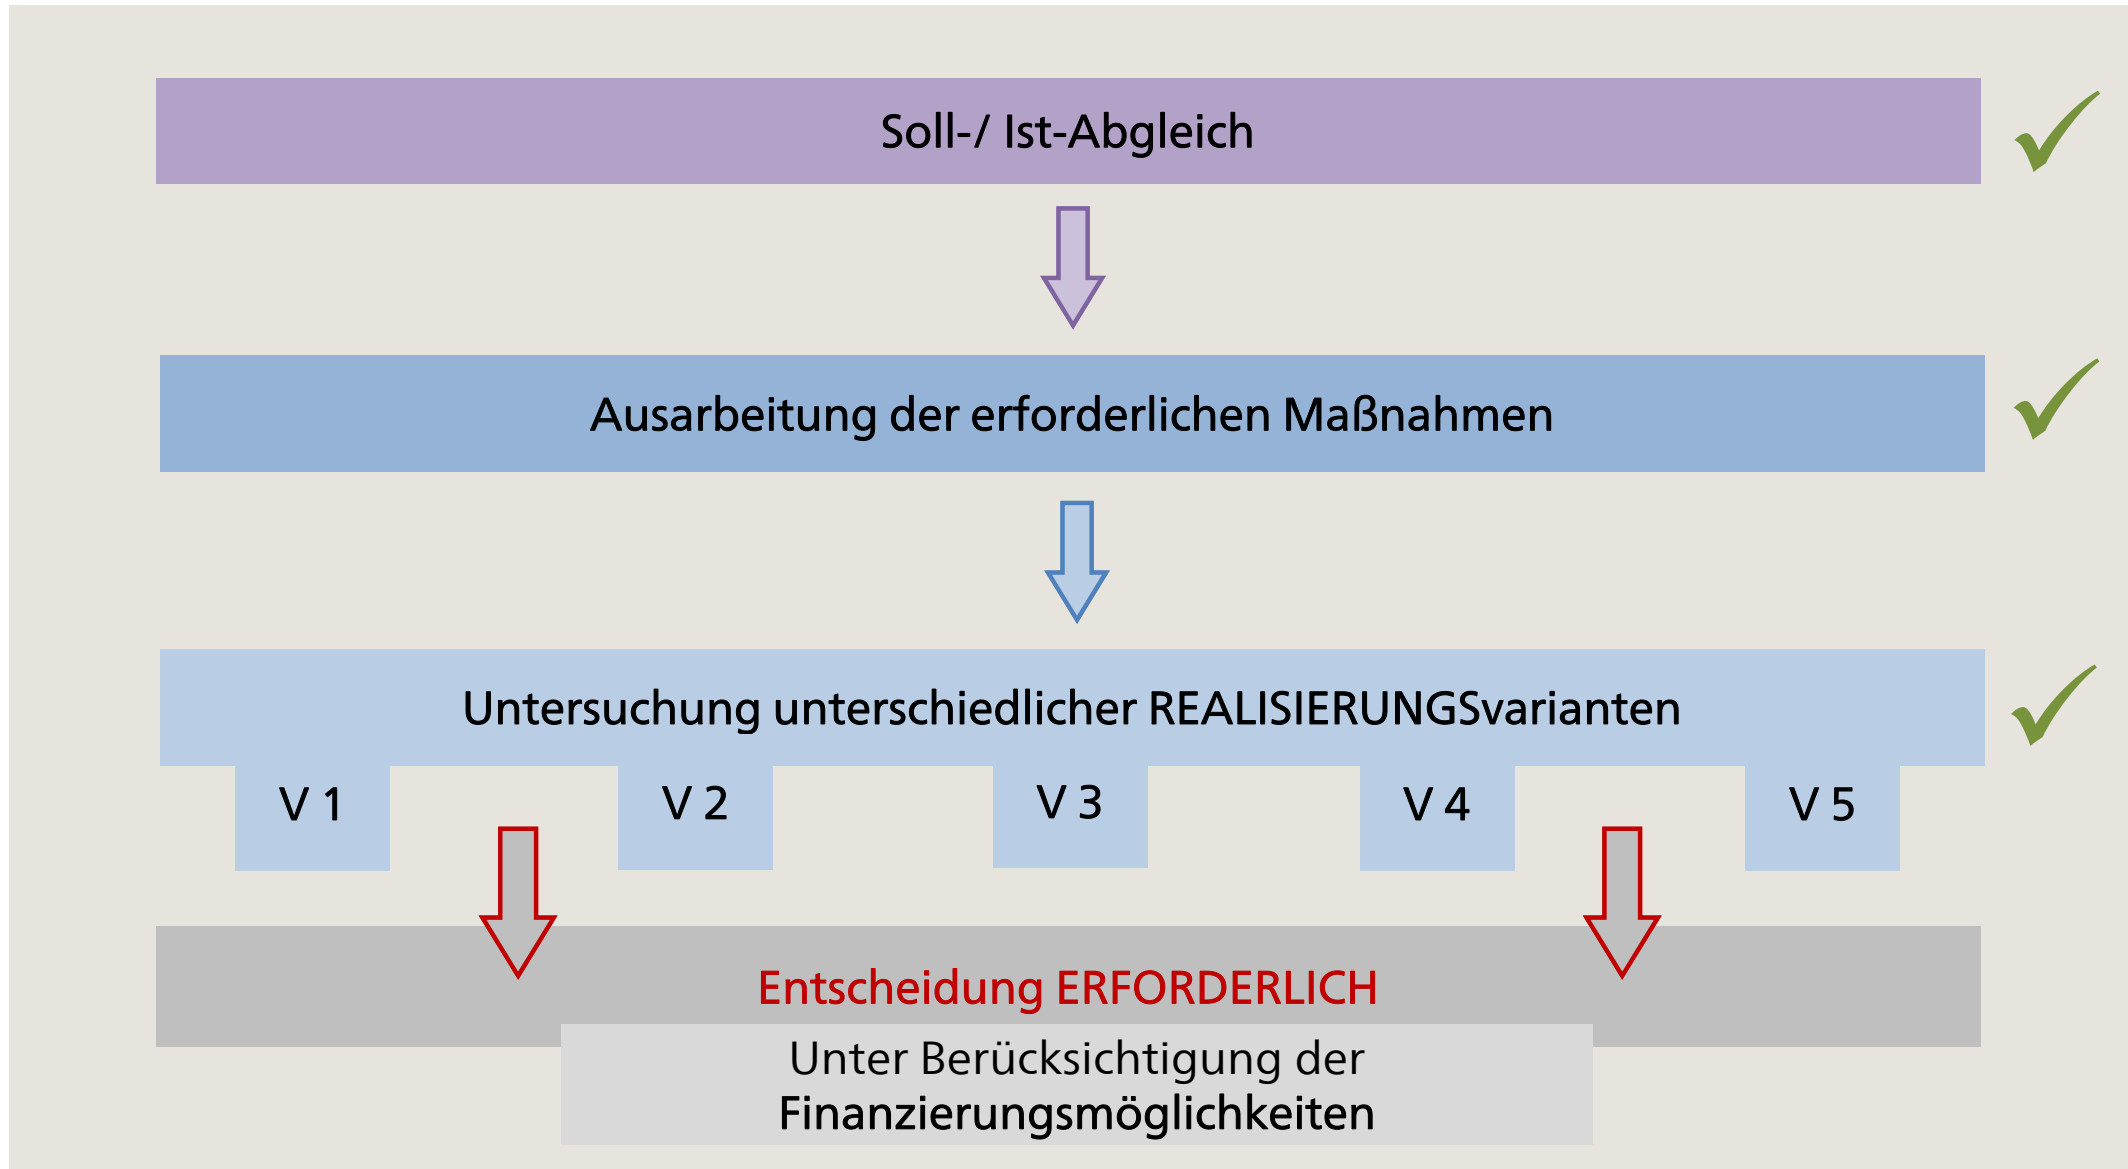 Soll-/ Ist-Abgleich
Ausarbeitung der erforderlichen Maßnahmen
Untersuchung unterschiedlicher REALISIERUNGSvarianten
V 1
V 2
V 3
V 4
V 5
Entscheidung ERFORDERLICH
Unter Berücksichtigung der
Finanzierungsmöglichkeiten